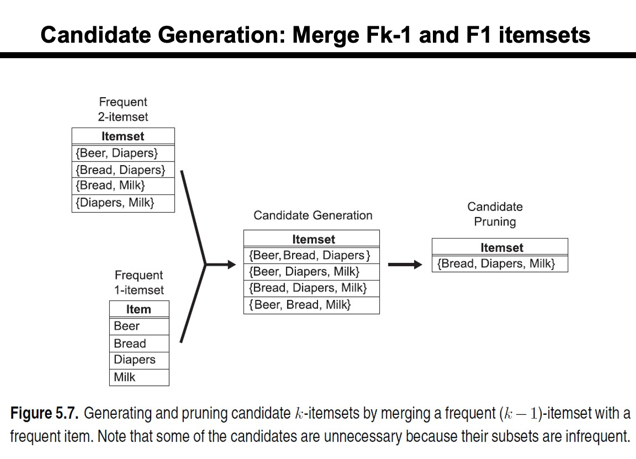 Candidate Generation: Merge Fk-1 and F1 itemsets
Frequent
2-itemset
Itemset
{Beer, Diapers}
{Bread, Diapers}
{Bread, Milk}
{Diapers, Milk}
Frequent
1-itemset
Item
Beer
Bread
Diapers
Milk
Candidate Generation
Itemset
{Beer, Bread, Diapers}
{Beer, Diapers, Milk}
{Bread, Diapers, Milk}
{Beer, Bread, Milk}
Candidate
Pruning
Itemset
{Bread, Diapers, Milk}
Figure 5.7. Generating and pruning candidate k-itemsets by merging a frequent (k − 1)-itemset with a
frequent item. Note that some of the candidates are unnecessary because their subsets are infrequent.